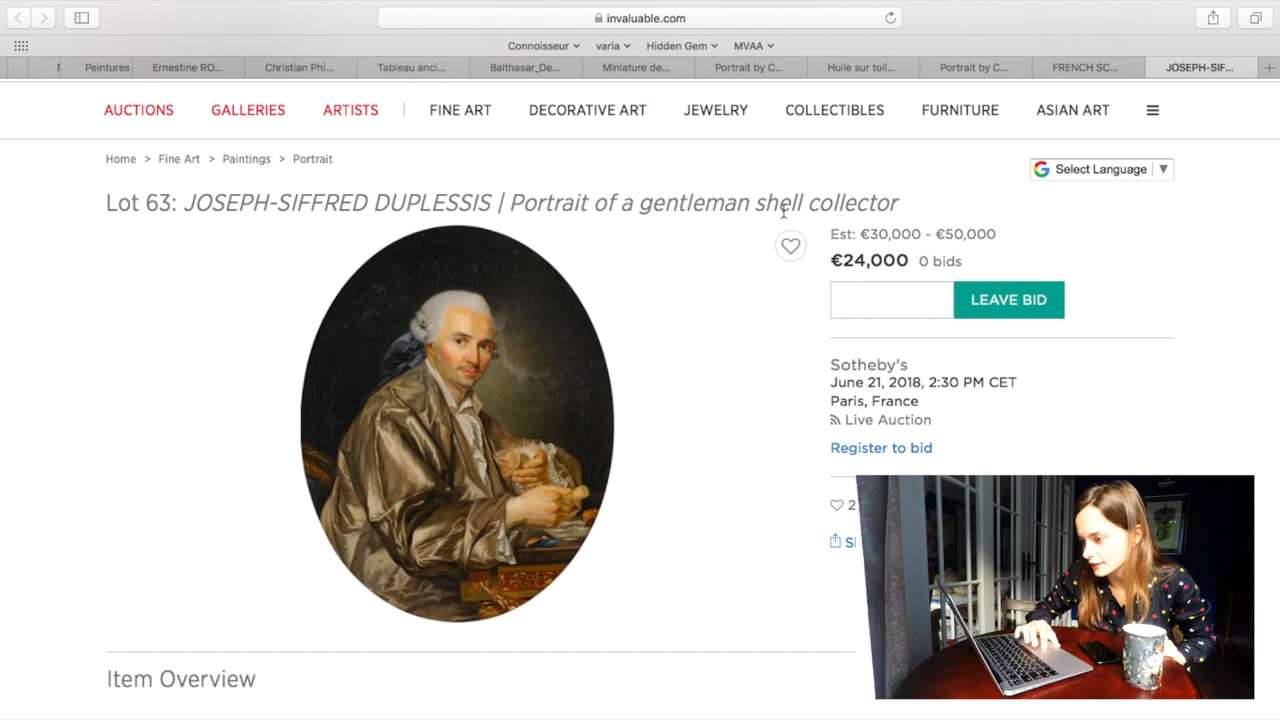 invaluable.com
Connoisseur varia Hidden Gem MVAA
Peintures Ernestine RO... Christian Phi... Tableau anci... Balthasar_De... Miniature de... Portrait by C... Huile sur toil... Portrait by C... FRENCH SC... JOSEPH-SIF...
AUCTIONS GALLERIES ARTISTS FINE ART DECORATIVE ART JEWELRY COLLECTIBLES FURNITURE ASIAN ART
Home > Fine Art > Paintings > Portrait
Select Language
Lot 63: JOSEPH-SIFFRED DUPLESSIS | Portrait of a gentleman shell collector
Est: €30,000 - €50,000
€24,000 0 bids
LEAVE BID
Sotheby's
June 21, 2018, 2:30 PM CET
Paris, France
Live Auction
Register to bid
Item Overview